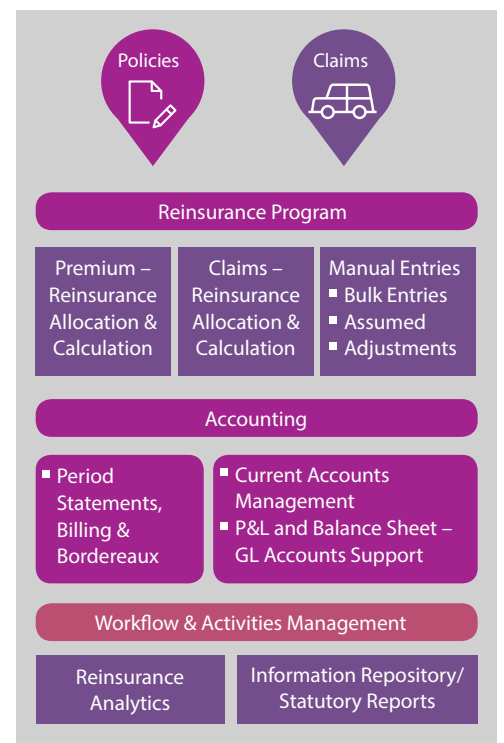 Policies
Claims
Reinsurance Program
Premium –
Reinsurance
Allocation &
Calculation
Claims –
Reinsurance
Allocation &
Calculation
Manual Entries
▪ Bulk Entries
▪ Assumed
▪ Adjustments
Accounting
▪ Period
Statements,
Billing &
Bordereaux
▪ Current Accounts
Management
▪ P&L and Balance Sheet –
GL Accounts Support
Workflow & Activities Management
Reinsurance
Analytics
Information Repository/
Statutory Reports